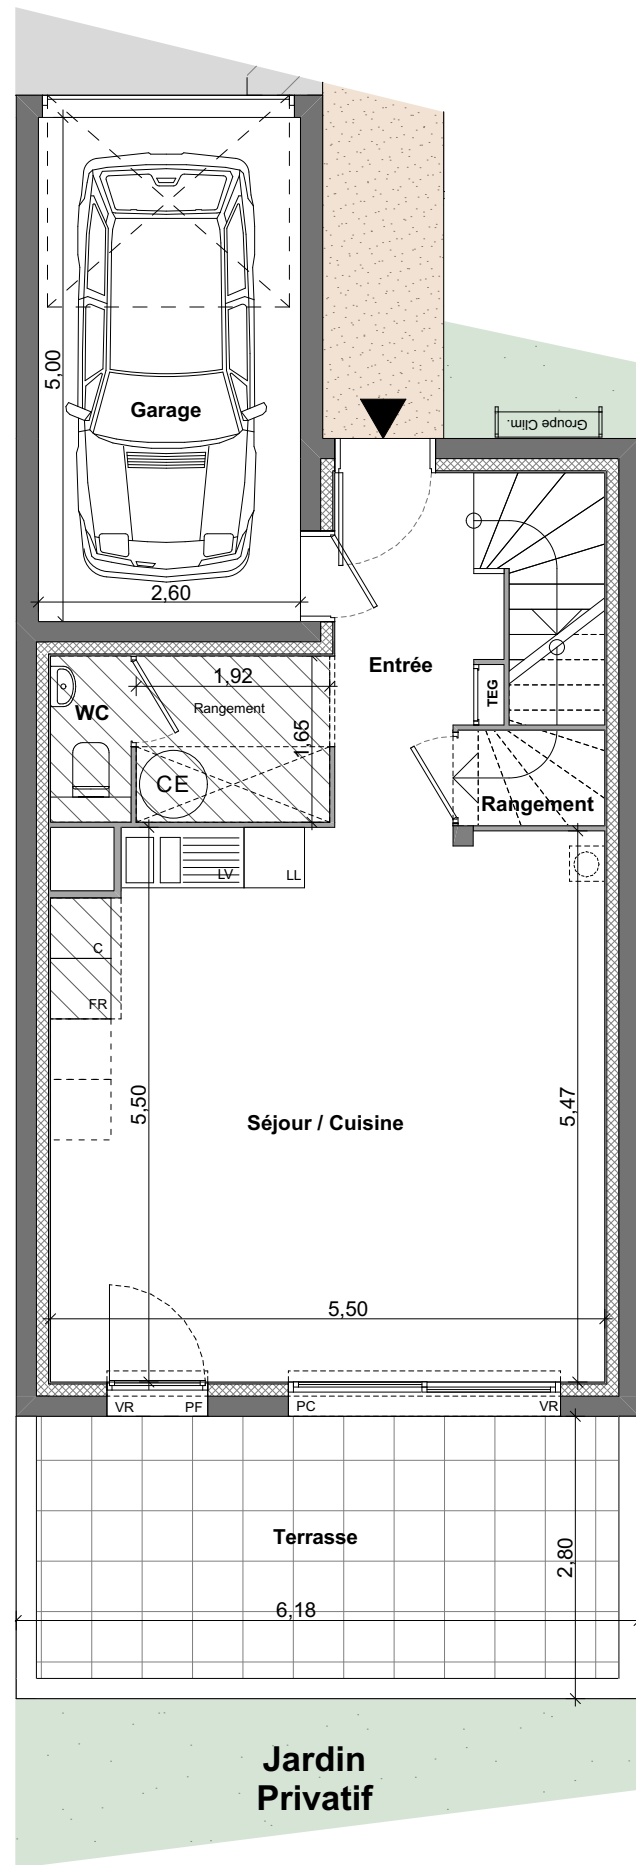 5,00
Garage
Groupe Clim.
2,60
Entrée
1,92
WC
Rangement
TEG
1,65
CE
Rangement
LV
LL
C
FR
5,50
5,47
Séjour / Cuisine
5,50
VR
PF
PC
VR
Terrasse
2,80
6,18
Jardin
Privatif